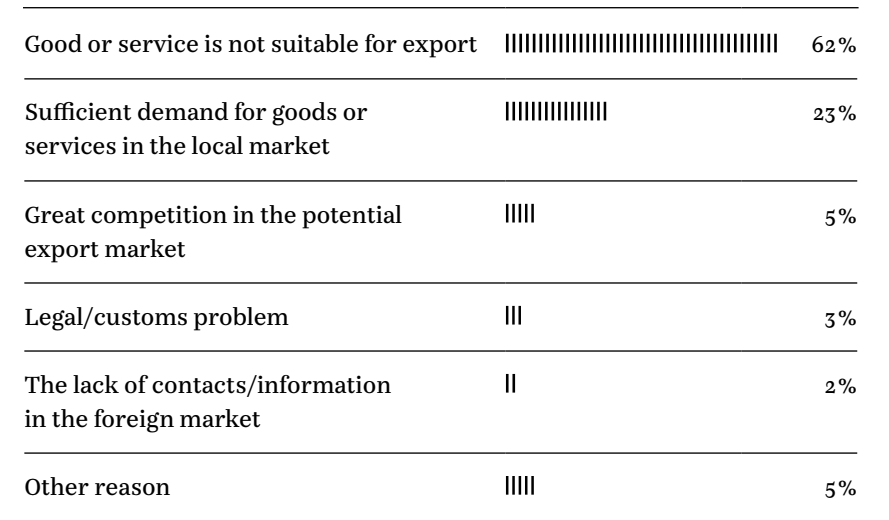 Good or service is not suitable for export 62%
Sufficient demand for goods or 23%
services in the local market
Great competition in the potential 5%
export market
Legal/customs problem 3%
The lack of contacts/information 2%
in the foreign market
Other reason 5%